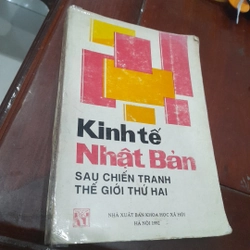 Kinh tế
Nhật Bản
SAU CHIẾN TRANH
THẾ GIỚI THỨ HAI
NHÀ XUẤT BẢN KHOA HỌC XÃ HỘI
HÀ NỘI